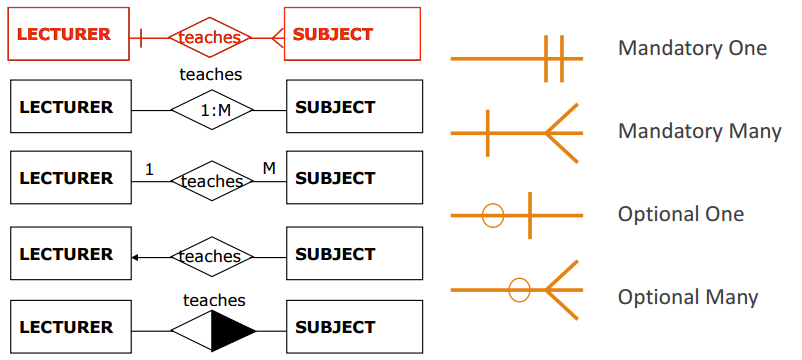 LECTURER teaches SUBJECT
teaches
LECTURER 1:M SUBJECT
LECTURER 1 teaches M SUBJECT
LECTURER teaches SUBJECT
teaches
LECTURER SUBJECT
Mandatory One
Mandatory Many
Optional One
Optional Many